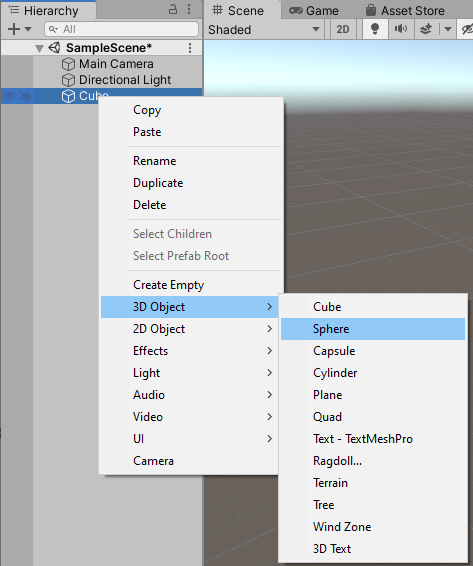 Hierarchy
Scene
Game
Asset Store
All
Shaded
2D
SampleScene*
Main Camera
Directional Light
Cube
Copy
Paste
Rename
Duplicate
Delete
Select Children
Select Prefab Root
Create Empty
3D Object
2D Object
Effects
Light
Audio
Video
UI
Camera
Cube
Sphere
Capsule
Cylinder
Plane
Quad
Text - TextMeshPro
Ragdoll...
Terrain
Tree
Wind Zone
3D Text